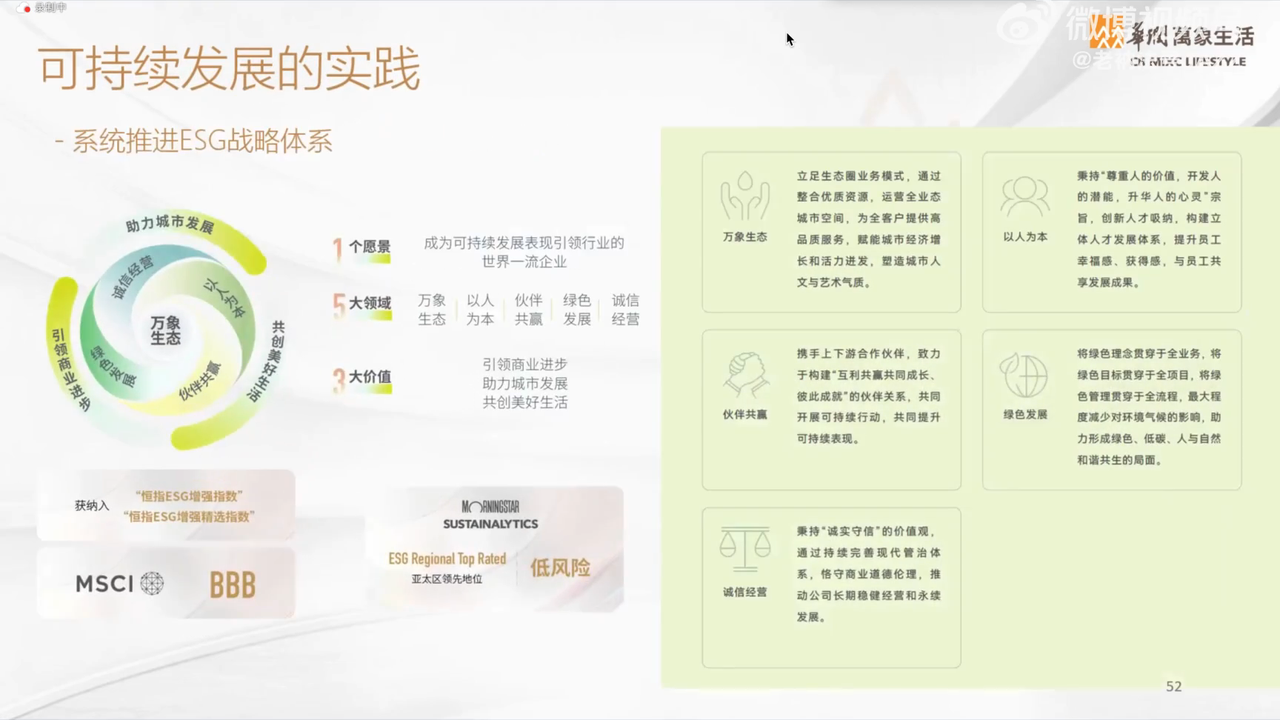 录制中
可持续发展的实践
- 系统推进ESG战略体系
微博视频号
华润万象生活
CR MIXC LIFESTYLE
助力城市发展
引领商业进步
共创美好生活
诚信经营
以人为本
绿色发展
伙伴共赢
万象
生态
1个愿景
成为可持续发展表现引领行业的
世界一流企业
5大领域
万象 以人 伙伴 绿色 诚信
生态 为本 共赢 发展 经营
3大价值
引领商业进步
助力城市发展
共创美好生活
获纳入
“恒指ESG增强指数”
“恒指ESG增强精选指数”
MSCI BBB
MORNINGSTAR
SUSTAINALYTICS
ESG Regional Top Rated
亚太区领先地位
低风险
万象生态
立足生态圈业务模式，通过
整合优质资源，运营全业态
城市空间，为全客户提供高
品质服务，赋能城市经济增
长和活力迸发，塑造城市人
文与艺术气质。
以人为本
秉持“尊重人的价值，开发人
的潜能，升华人的心灵”宗
旨，创新人才吸纳，构建立
体人才发展体系，提升员工
幸福感、获得感，与员工共
享发展成果。
伙伴共赢
携手上下游合作伙伴，致力
于构建“互利共赢共同成长、
彼此成就”的伙伴关系，共同
开展可持续行动，共同提升
可持续表现。
绿色发展
将绿色理念贯穿于全业务，将
绿色目标贯穿于全项目，将绿
色管理贯穿于全流程，最大程
度减少对环境气候的影响，助
力形成绿色、低碳、人与自然
和谐共生的局面。
诚信经营
秉持“诚实守信”的价值观，
通过持续完善现代管治体
系，恪守商业道德伦理，推
动公司长期稳健经营和永续
发展。
52